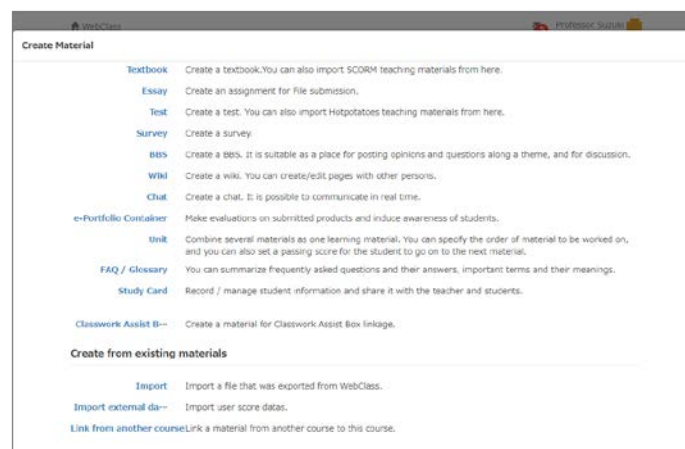 WebClass
Professor Suzuki
Create Material
Textbook Create a textbook.You can also import SCORM teaching materials from here.
Essay Create an assignment for File submission.
Test Create a test. You can also import Hotpotatoes teaching materials from here.
Survey Create a survey.
BBS Create a BBS. It is suitable as a place for posting opinions and questions along a theme, and for discussion.
Wiki Create a wiki. You can create/edit pages with other persons.
Chat Create a chat. It is possible to communicate in real time.
e-Portfolio Container Make evaluations on submitted products and induce awareness of students.
Unit Combine several materials as one learning material. You can specify the order of material to be worked on,
and you can also set a passing score for the student to go on to the next material.
FAQ / Glossary You can summarize frequently asked questions and their answers, important terms and their meanings.
Study Card Record / manage student information and share it with the teacher and students.
Classwork Assist B··· Create a material for Classwork Assist Box linkage.
Create from existing materials
Import Import a file that was exported from WebClass.
Import external da··· Import user score datas.
Link from another course Link a material from another course to this course.